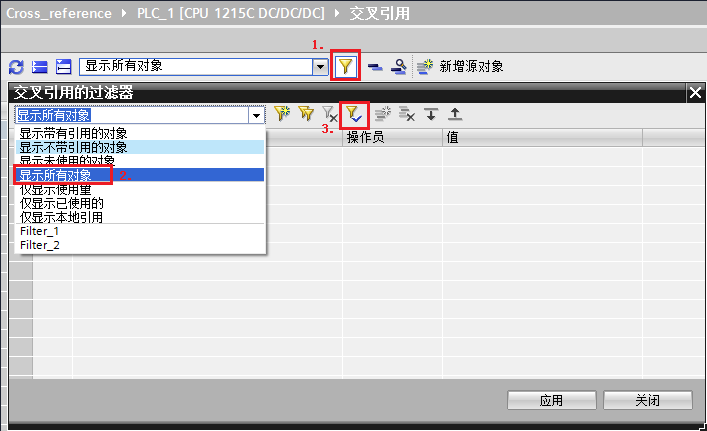 Cross_reference ▸ PLC_1 [CPU 1215C DC/DC/DC] ▸ 交叉引用
1.
显示所有对象
新增源对象
交叉引用的过滤器
显示所有对象
3.
操作员 值
显示带有引用的对象
显示不带引用的对象
显示未使用的对象
显示所有对象 2.
仅显示使用量
仅显示已使用的
仅显示本地引用
Filter_1
Filter_2
应用 关闭